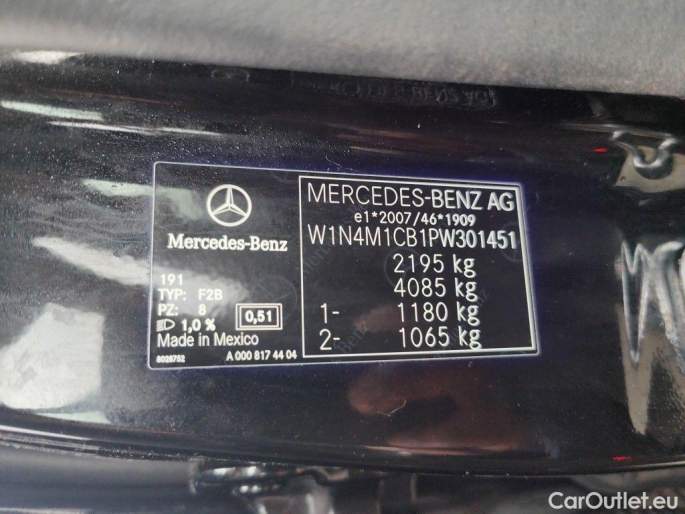 Mercedes-Benz
191
TYP: F2B
PZ: 8
1,0 %
0,51
Made in Mexico
8028752
A 000 817 44 04
MERCEDES-BENZ AG
e1*2007/46*1909
W1N4M1CB1PW301451
2195 kg
4085 kg
1- 1180 kg
2- 1065 kg
CarOutlet.eu